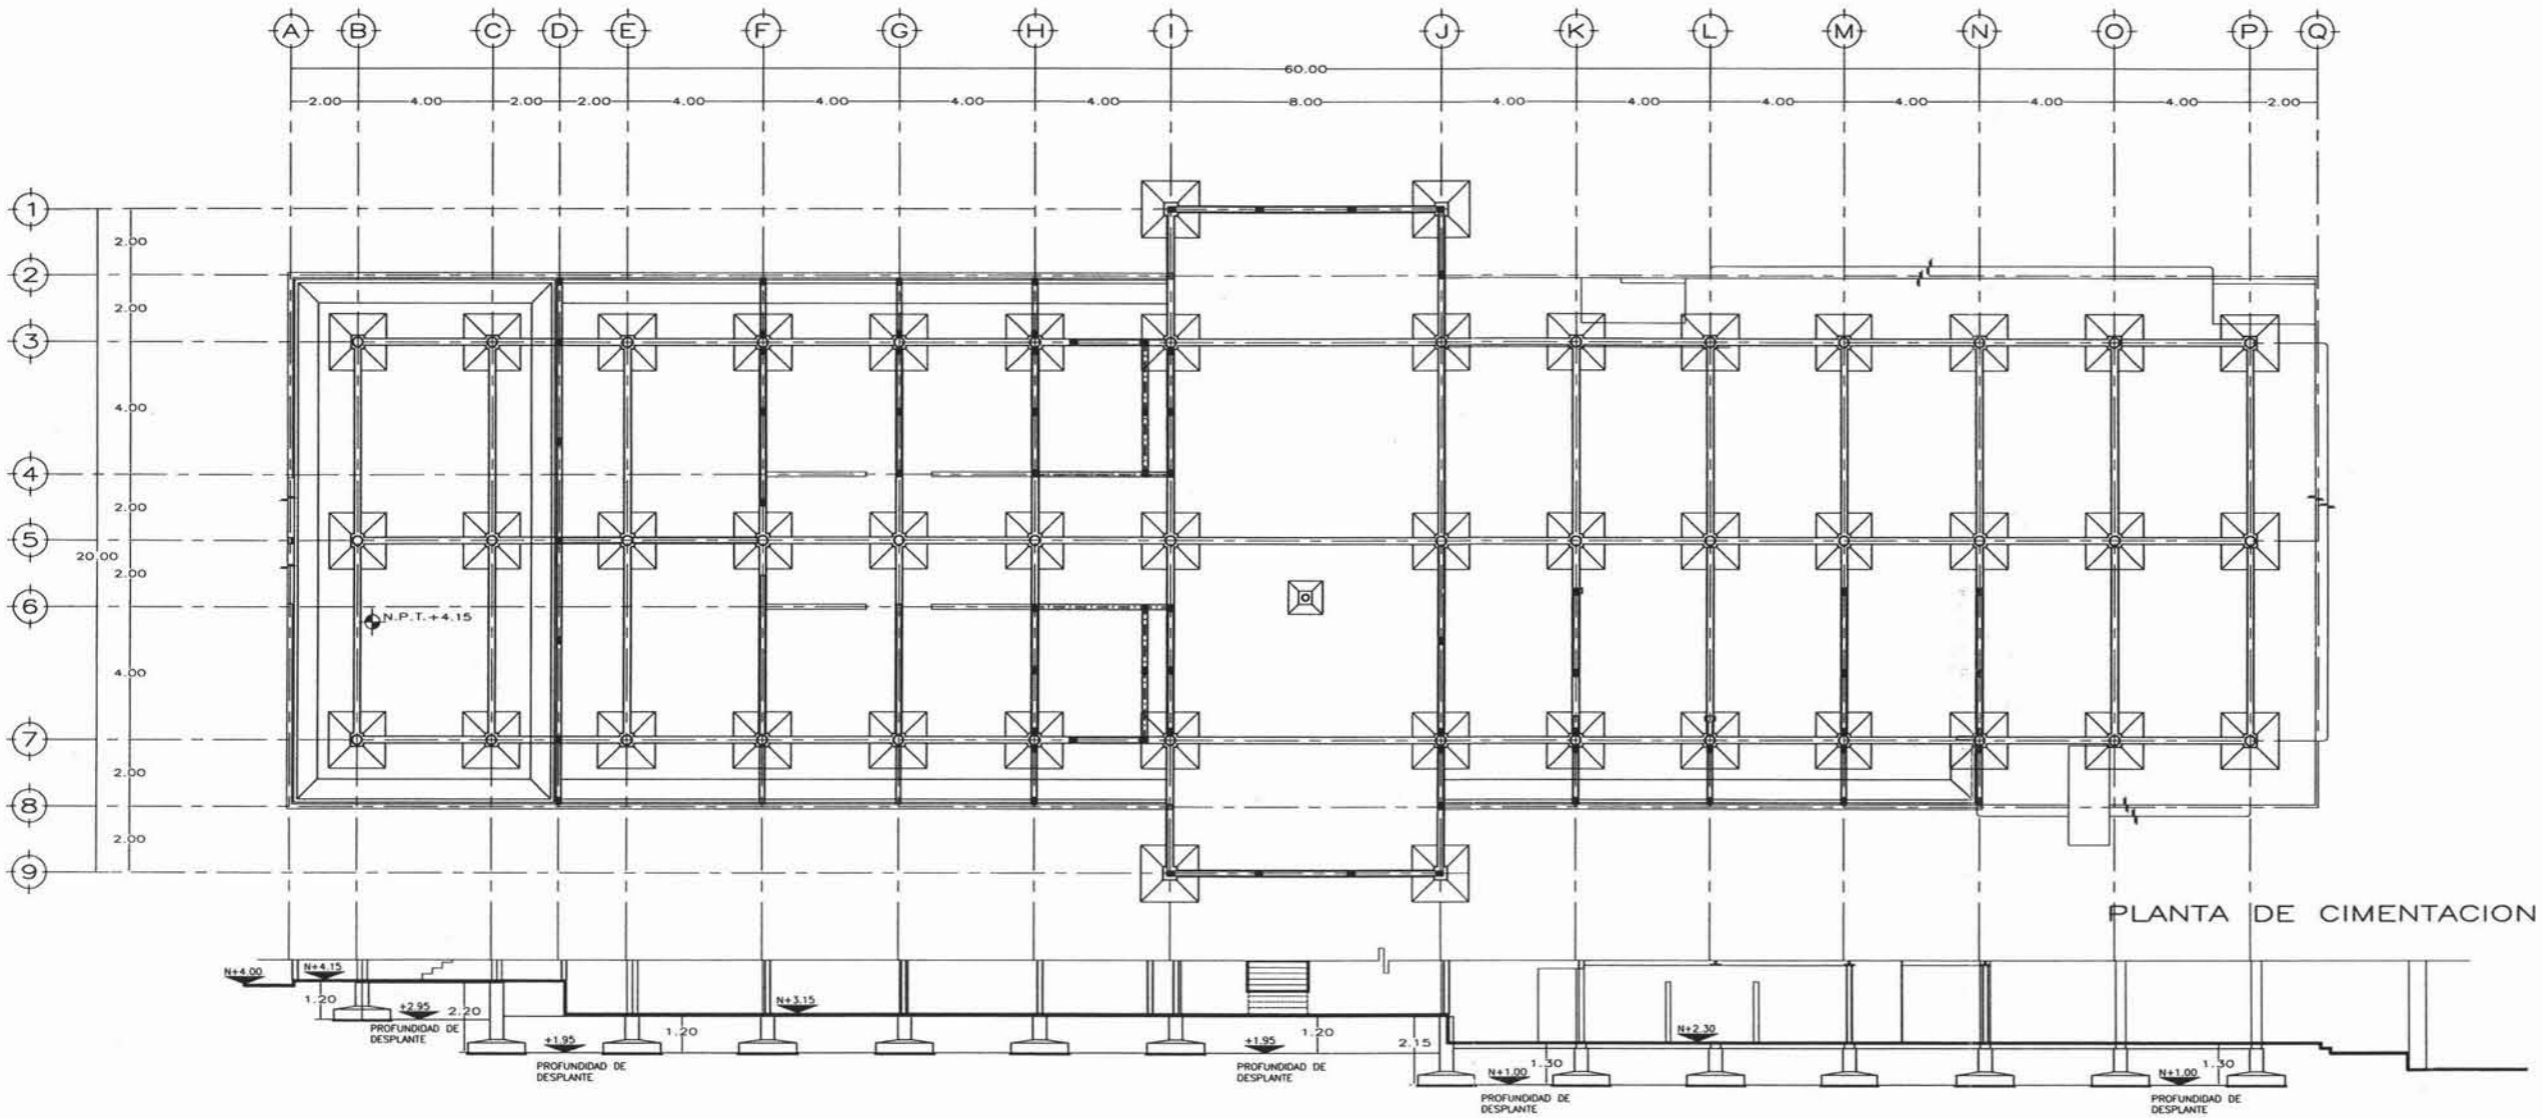 A B C D E F G H I J K L M N O P Q
60.00
2.00 4.00 2.00 2.00 4.00 4.00 4.00 4.00 8.00 4.00 4.00 4.00 4.00 4.00 4.00 2.00
1
2.00
2
2.00
3
4.00
4
2.00
5
20.00
2.00
6
N.P.T.+4.15
4.00
7
2.00
8
2.00
9
PLANTA DE CIMENTACION
N+4.00 N+4.15
1.20 +2.95 2.20
PROFUNDIDAD DE
DESPLANTE
+1.95
PROFUNDIDAD DE
DESPLANTE
1.20
N+3.15
+1.95
PROFUNDIDAD DE
DESPLANTE
1.20
2.15
N+1.00
PROFUNDIDAD DE
DESPLANTE
1.30
N+2.30
N+1.00
PROFUNDIDAD DE
DESPLANTE
1.30